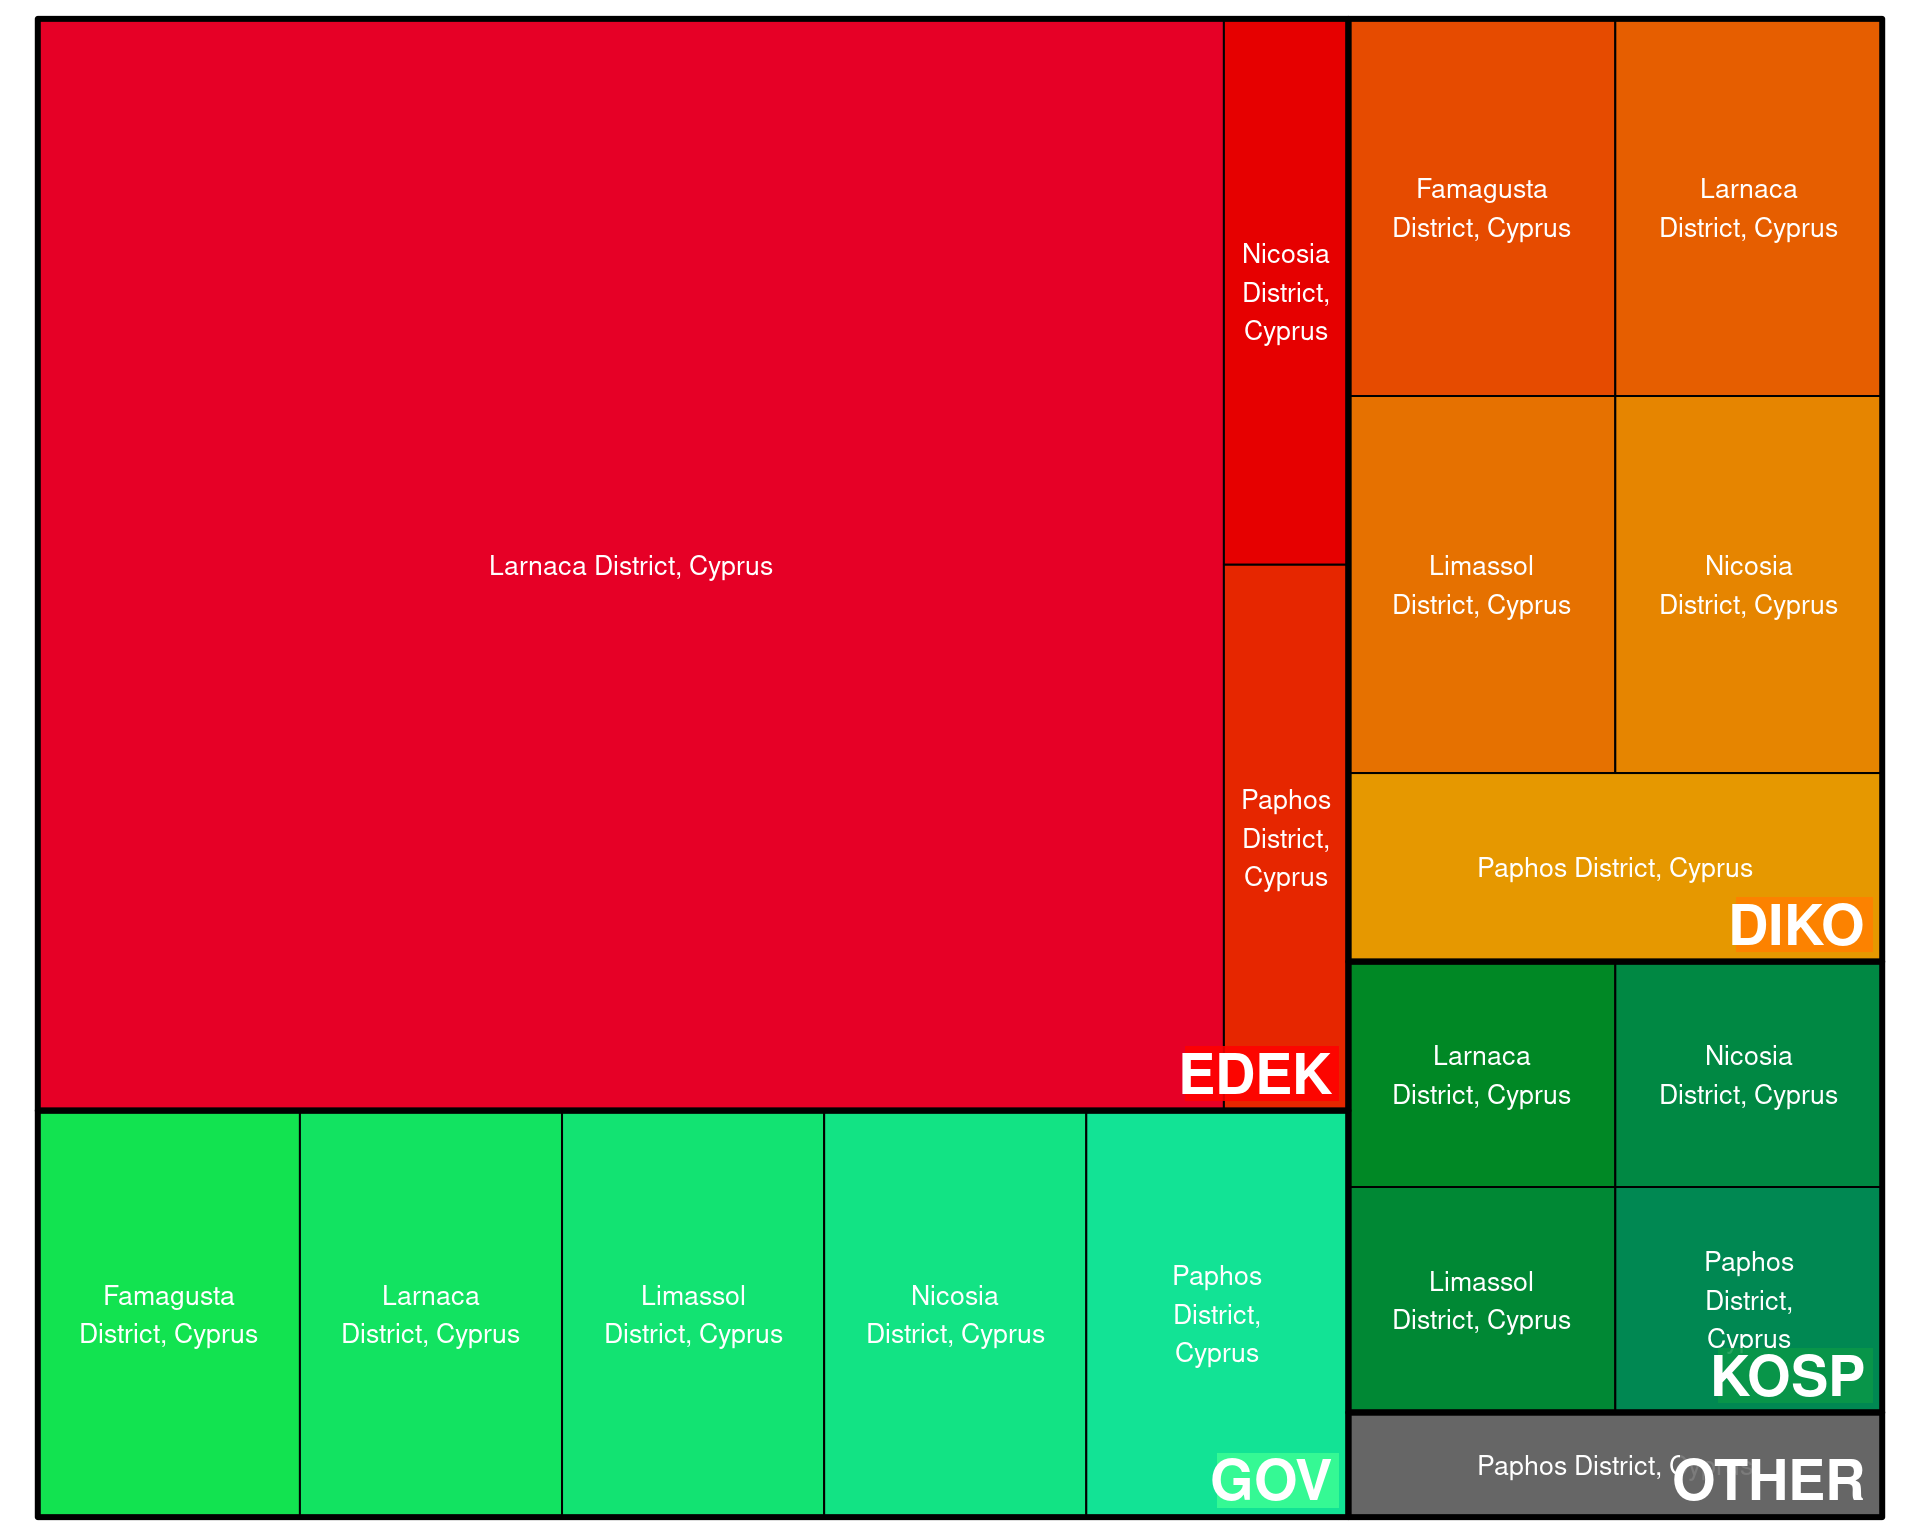 Larnaca District, Cyprus
Nicosia
District,
Cyprus
Paphos
District,
Cyprus
EDEK
Famagusta
District, Cyprus
Larnaca
District, Cyprus
Limassol
District, Cyprus
Nicosia
District, Cyprus
Paphos District, Cyprus
DIKO
Famagusta
District, Cyprus
Larnaca
District, Cyprus
Limassol
District, Cyprus
Nicosia
District, Cyprus
Paphos
District,
Cyprus
GOV
Larnaca
District, Cyprus
Nicosia
District, Cyprus
Limassol
District, Cyprus
Paphos
District,
Cyprus
KOSP
Paphos District, Cyprus
OTHER